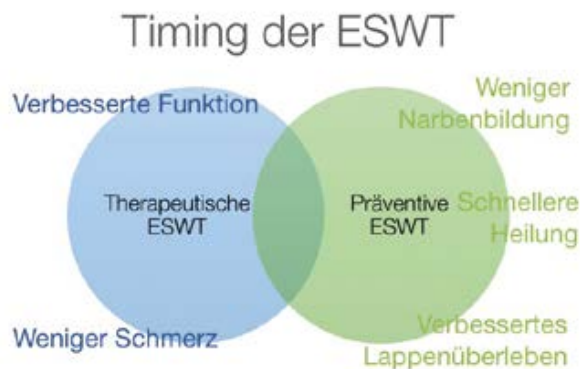 Timing der ESWT
Verbesserte Funktion
Weniger
Narbenbildung
Therapeutische
ESWT
Präventive
ESWT
Schnellere
Heilung
Weniger Schmerz
Verbessertes
Lappenüberleben